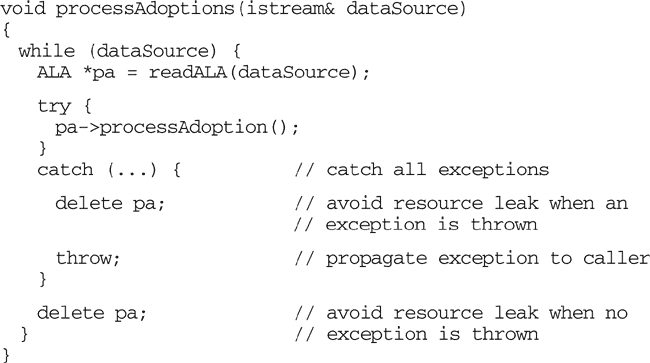 void processAdoptions(istream& dataSource)
{
  while (dataSource) {
    ALA *pa = readALA(dataSource);
    try {
      pa->processAdoption();
    }
    catch (...) {             // catch all exceptions
      delete pa;              // avoid resource leak when an
                              // exception is thrown
      throw;                  // propagate exception to caller
    }
    delete pa;                // avoid resource leak when no
  }                           // exception is thrown
}